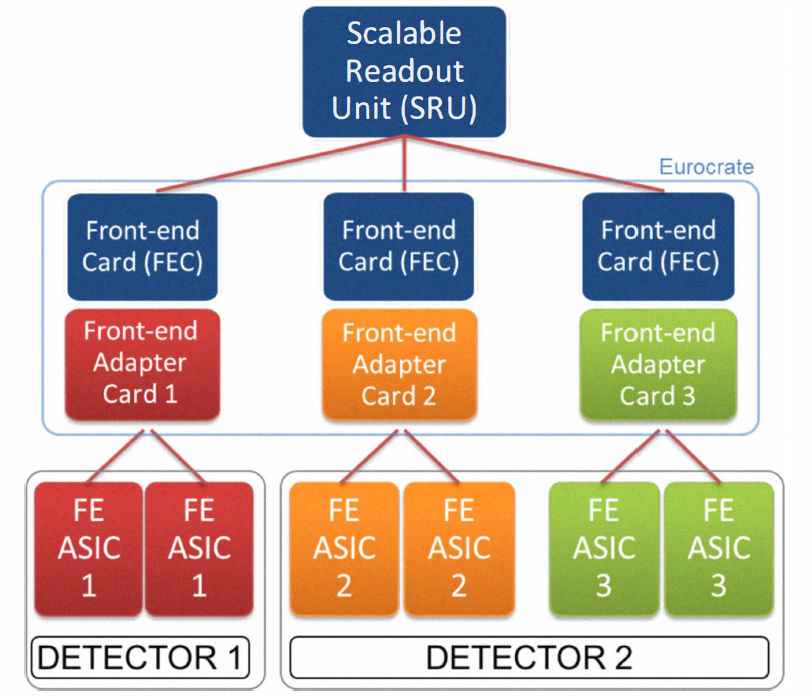 Scalable
Readout
Unit (SRU)
Eurocrate
Front-end
Card (FEC)
Front-end
Card (FEC)
Front-end
Card (FEC)
Front-end
Adapter
Card 1
Front-end
Adapter
Card 2
Front-end
Adapter
Card 3
FE
ASIC
1
FE
ASIC
1
FE
ASIC
2
FE
ASIC
2
FE
ASIC
3
FE
ASIC
3
DETECTOR 1
DETECTOR 2